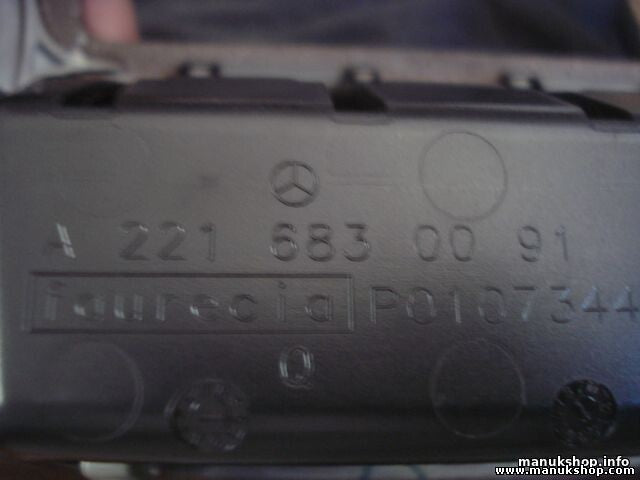 A 221 683 00 91
faurecia P0107344
Q
manukshop.info
www.manukshop.com